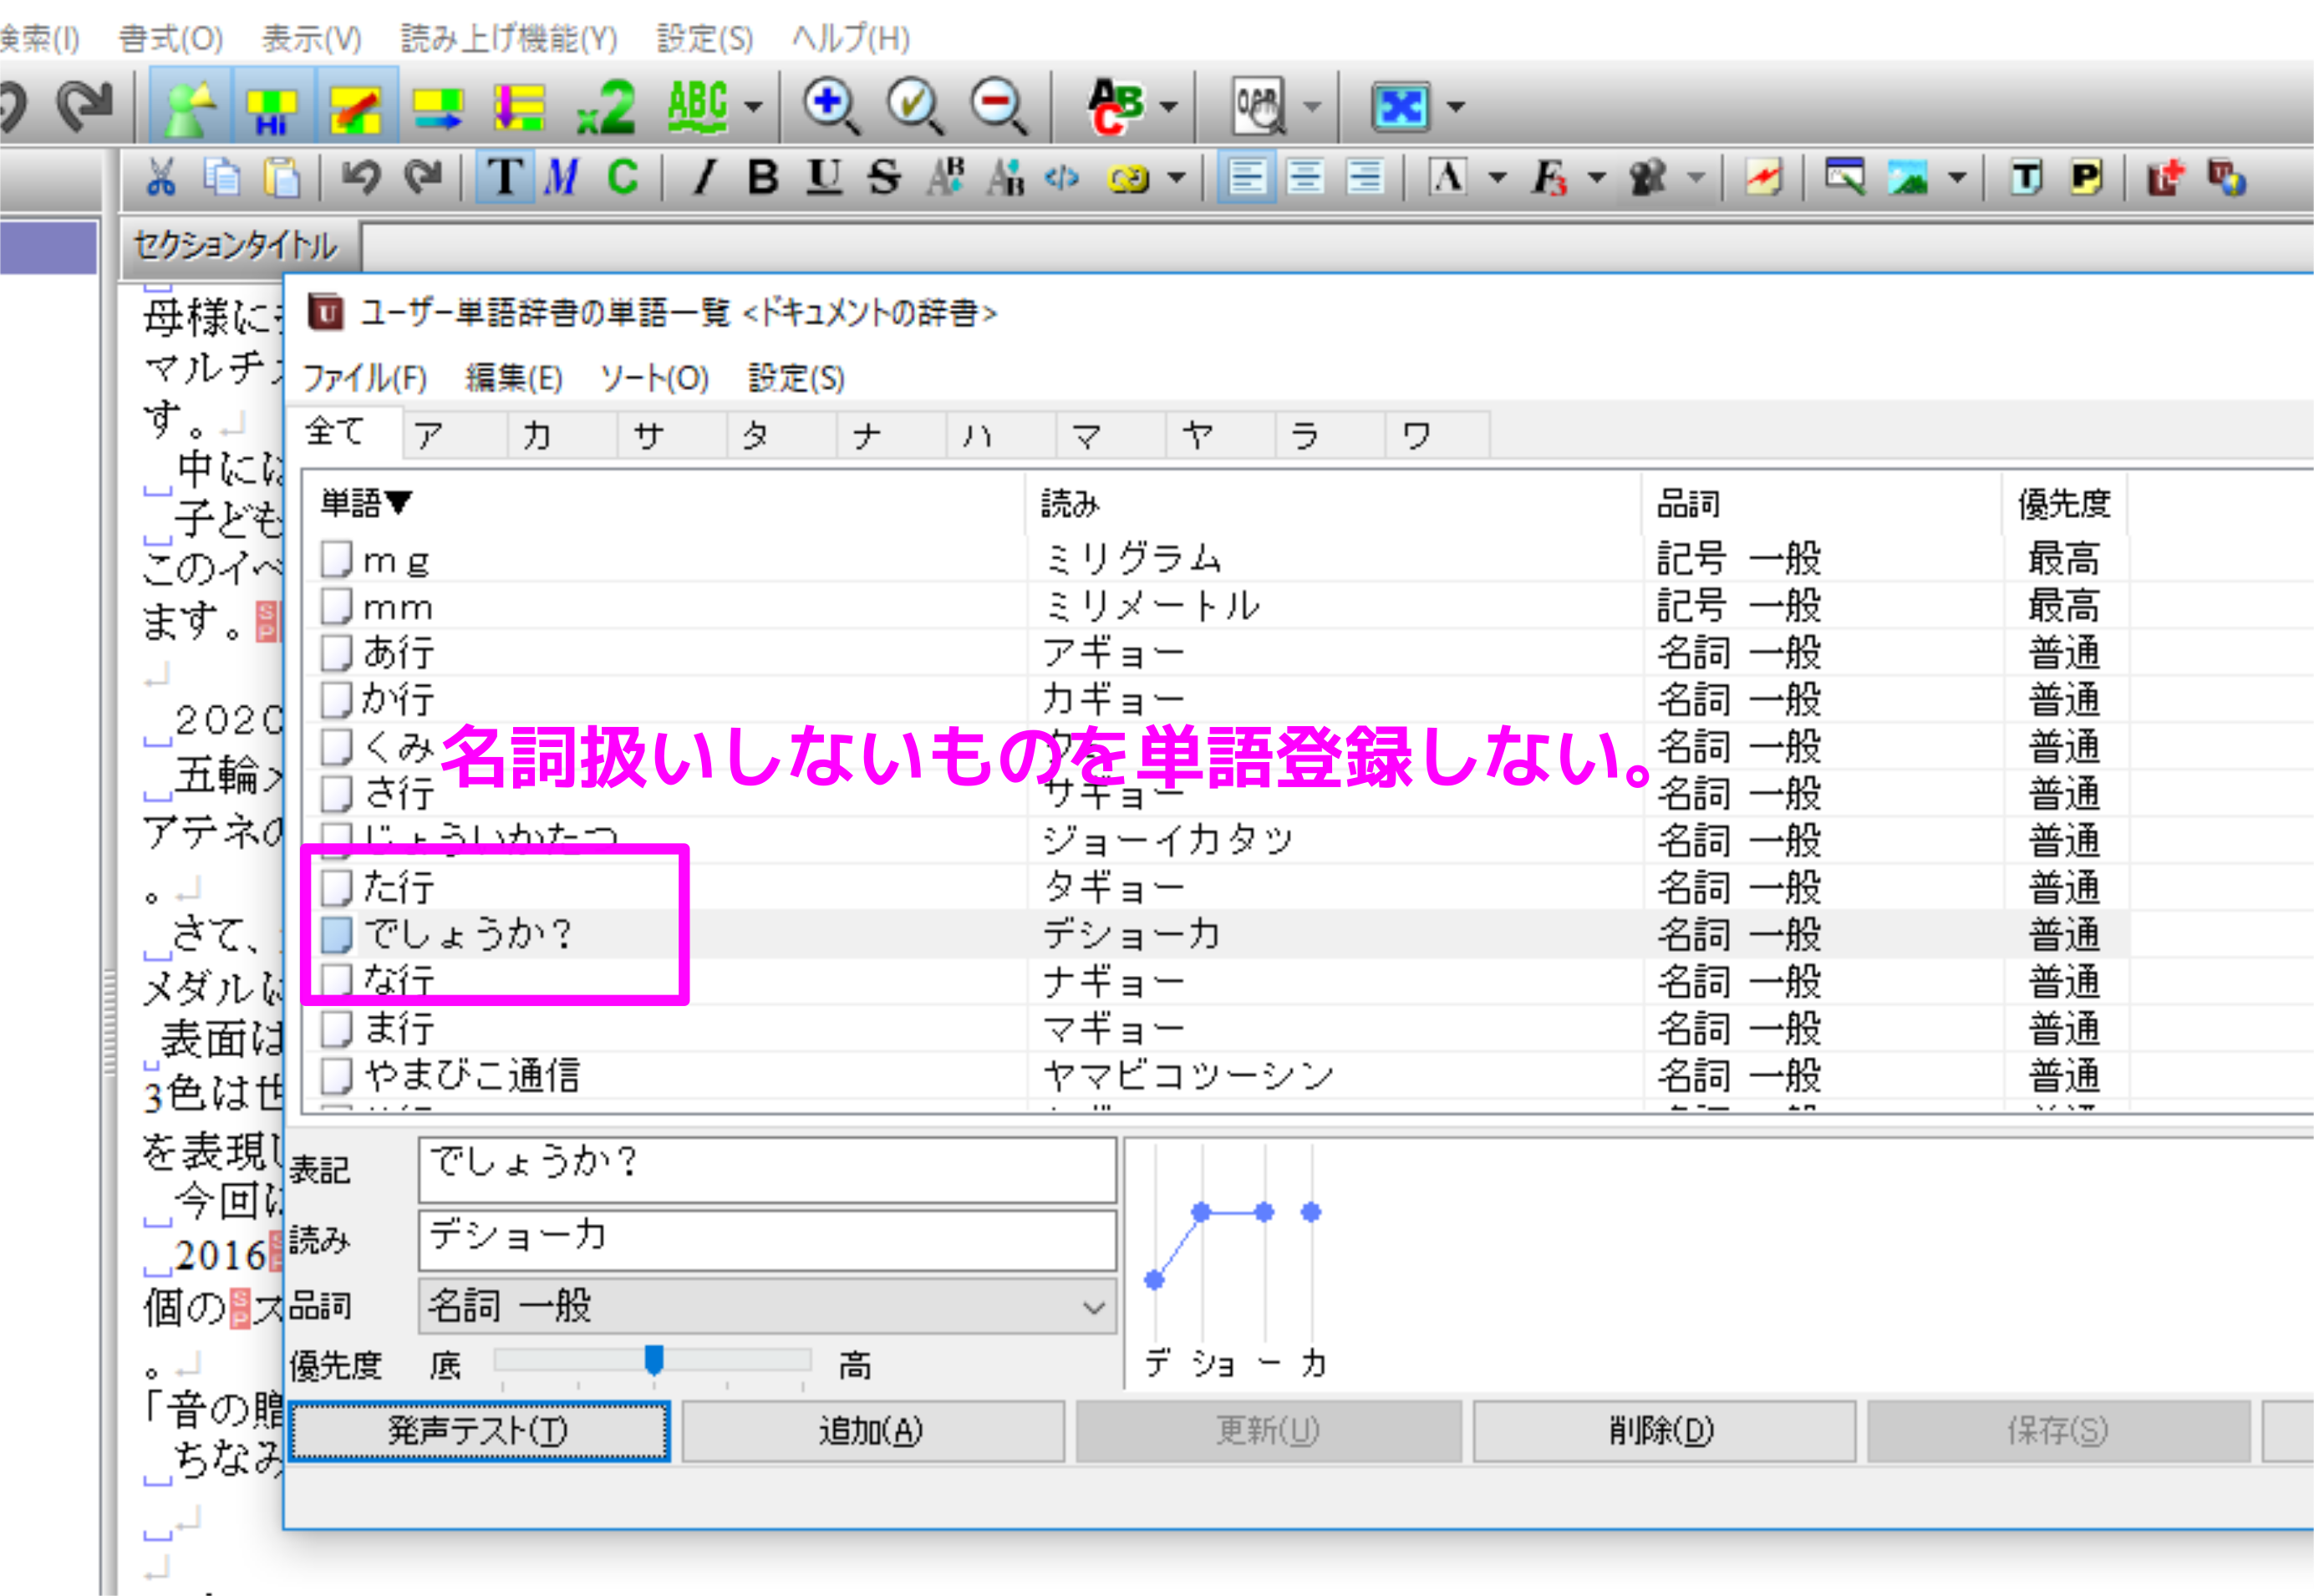 検索(I) 書式(O) 表示(V) 読み上げ機能(Y) 設定(S) ヘルプ(H)
Hi x2 ABC ABC OCR
T M C I B U S AB AB A F3 T P
セクションタイトル
母様に
マルチ
す。
中には
子ども
このイベ
ます。
2020
五輪
アテネの
。
さて、
メダルに
表面は
3色は世
を表現し
今回は
2016
個の ス
。
「音の贈
ちなみ
U ユーザー単語辞書の単語一覧 <ドキュメントの辞書>
ファイル(F) 編集(E) ソート(O) 設定(S)
全て ア カ サ タ ナ ハ マ ヤ ラ ワ
単語▼ 読み 品詞 優先度
ｍｇ ミリグラム 記号 一般 最高
ｍｍ ミリメートル 記号 一般 最高
あ行 アギョー 名詞 一般 普通
か行 カギョー 名詞 一般 普通
くみ 名詞 一般 普通
名詞扱いしないものを単語登録しない。
さ行 サギョー 名詞 一般 普通
じょういかたつ ジョーイカタツ 名詞 一般 普通
た行 タギョー 名詞 一般 普通
でしょうか？ デショーカ 名詞 一般 普通
な行 ナギョー 名詞 一般 普通
ま行 マギョー 名詞 一般 普通
やまびこ通信 ヤマビコツーシン 名詞 一般 普通
表記 でしょうか？
読み デショーカ
品詞 名詞 一般
優先度 底 高
デ ショ ー カ
発声テスト(T) 追加(A) 更新(U) 削除(D) 保存(S)